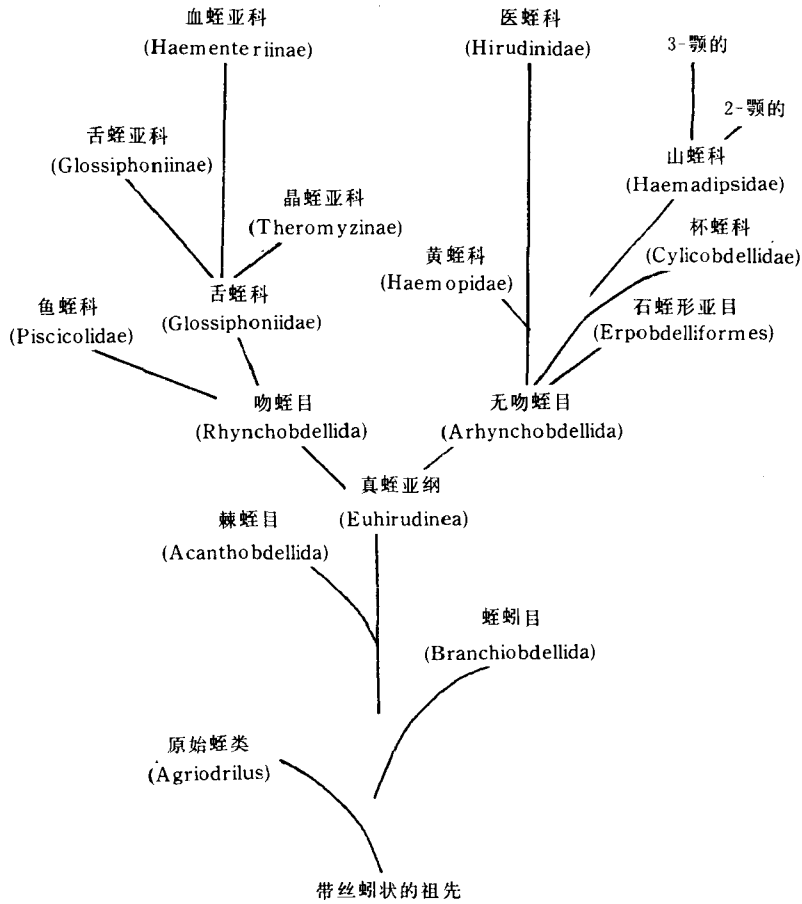 血蛭亚科
(Haementeriinae)
医蛭科
(Hirudinidae)
3-颚的
2-颚的
舌蛭亚科
(Glossiphoniinae)
山蛭科
(Haemadipsidae)
晶蛭亚科
(Theromyzinae)
杯蛭科
(Cylicobdellidae)
黄蛭科
(Haemopidae)
鱼蛭科
(Piscicolidae)
舌蛭科
(Glossiphoniidae)
石蛭形亚目
(Erpobdelliformes)
吻蛭目
(Rhynchobdellida)
无吻蛭目
(Arhynchobdellida)
真蛭亚纲
(Euhirudinea)
棘蛭目
(Acanthobdellida)
蛭蚓目
(Branchiobdellida)
原始蛭类
(Agriodrilus)
带丝蚓状的祖先